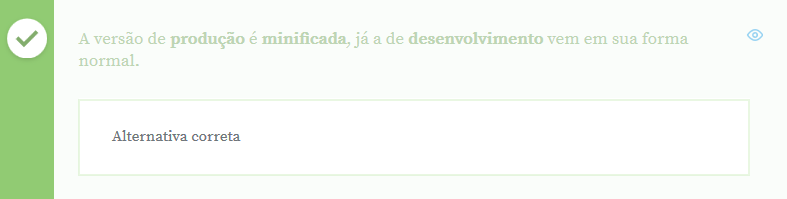 A versão de produção é minificada, já a de desenvolvimento vem em sua forma
normal.
Alternativa correta